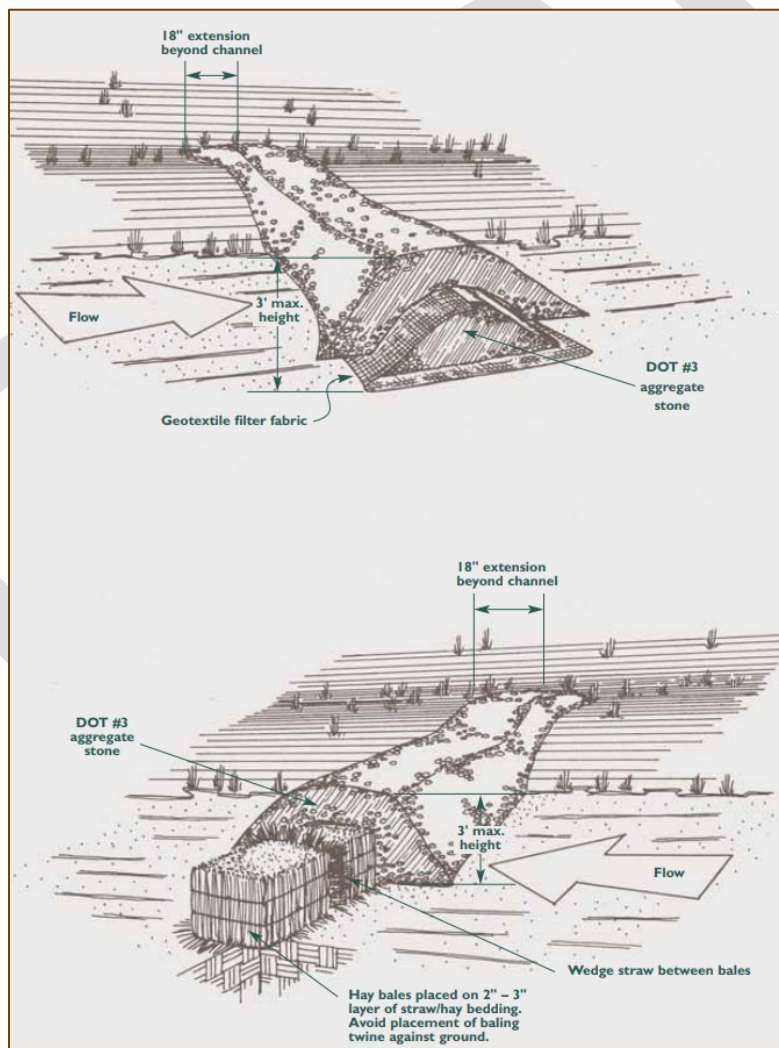 18" extension
beyond channel
Flow
3' max.
height
DOT #3
aggregate
stone
Geotextile filter fabric
18" extension
beyond channel
DOT #3
aggregate
stone
3' max.
height
Flow
Wedge straw between bales
Hay bales placed on 2" – 3"
layer of straw/hay bedding.
Avoid placement of baling
twine against ground.